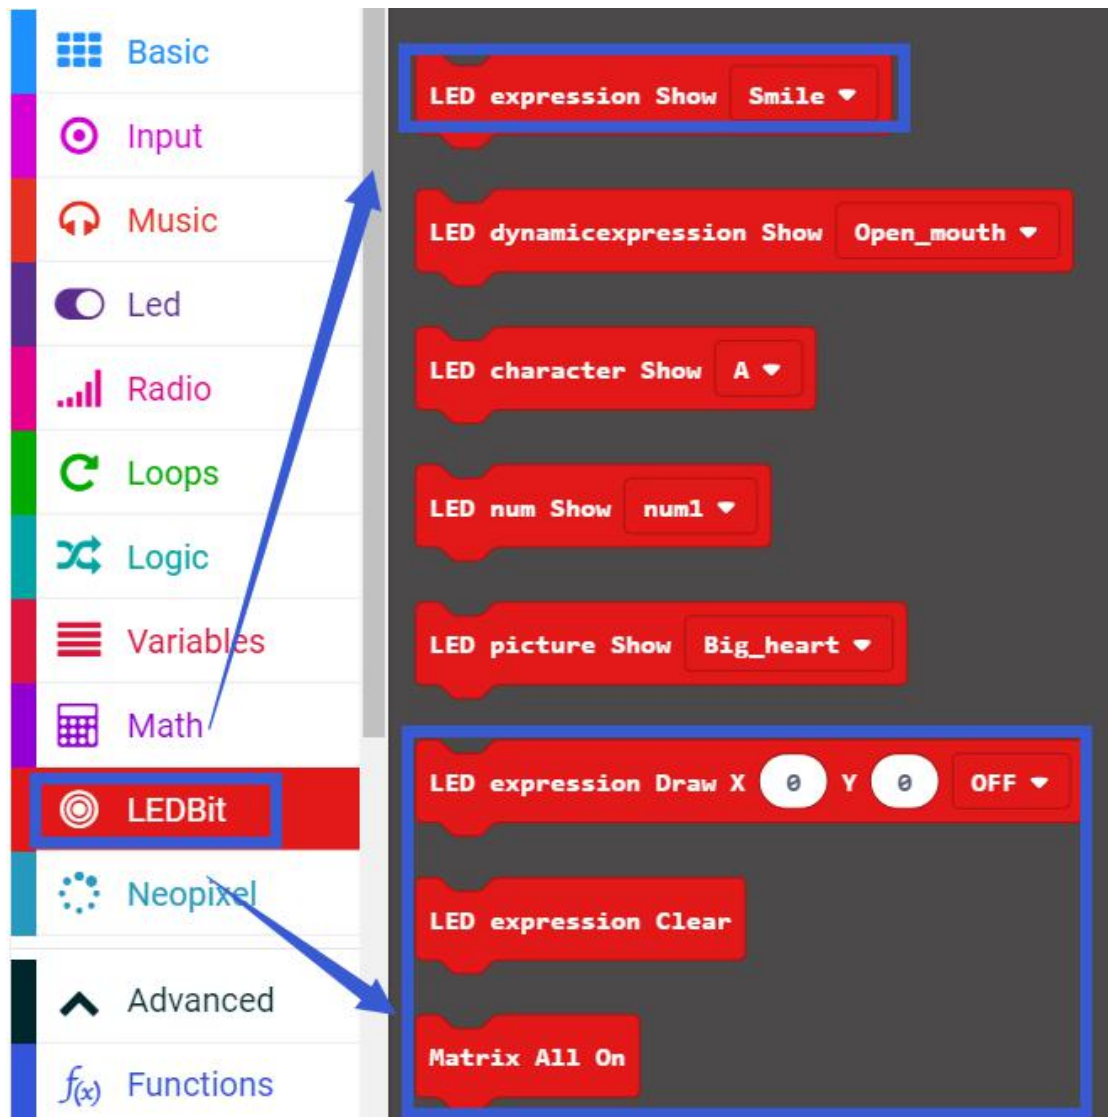 Basic
Input
Music
Led
Radio
Loops
Logic
Variables
Math
LEDBit
Neopixel
Advanced
f(x) Functions
LED expression Show Smile
LED dynamicexpression Show Open_mouth
LED character Show A
LED num Show num1
LED picture Show Big_heart
LED expression Draw X 0 Y 0 OFF
LED expression Clear
Matrix All On